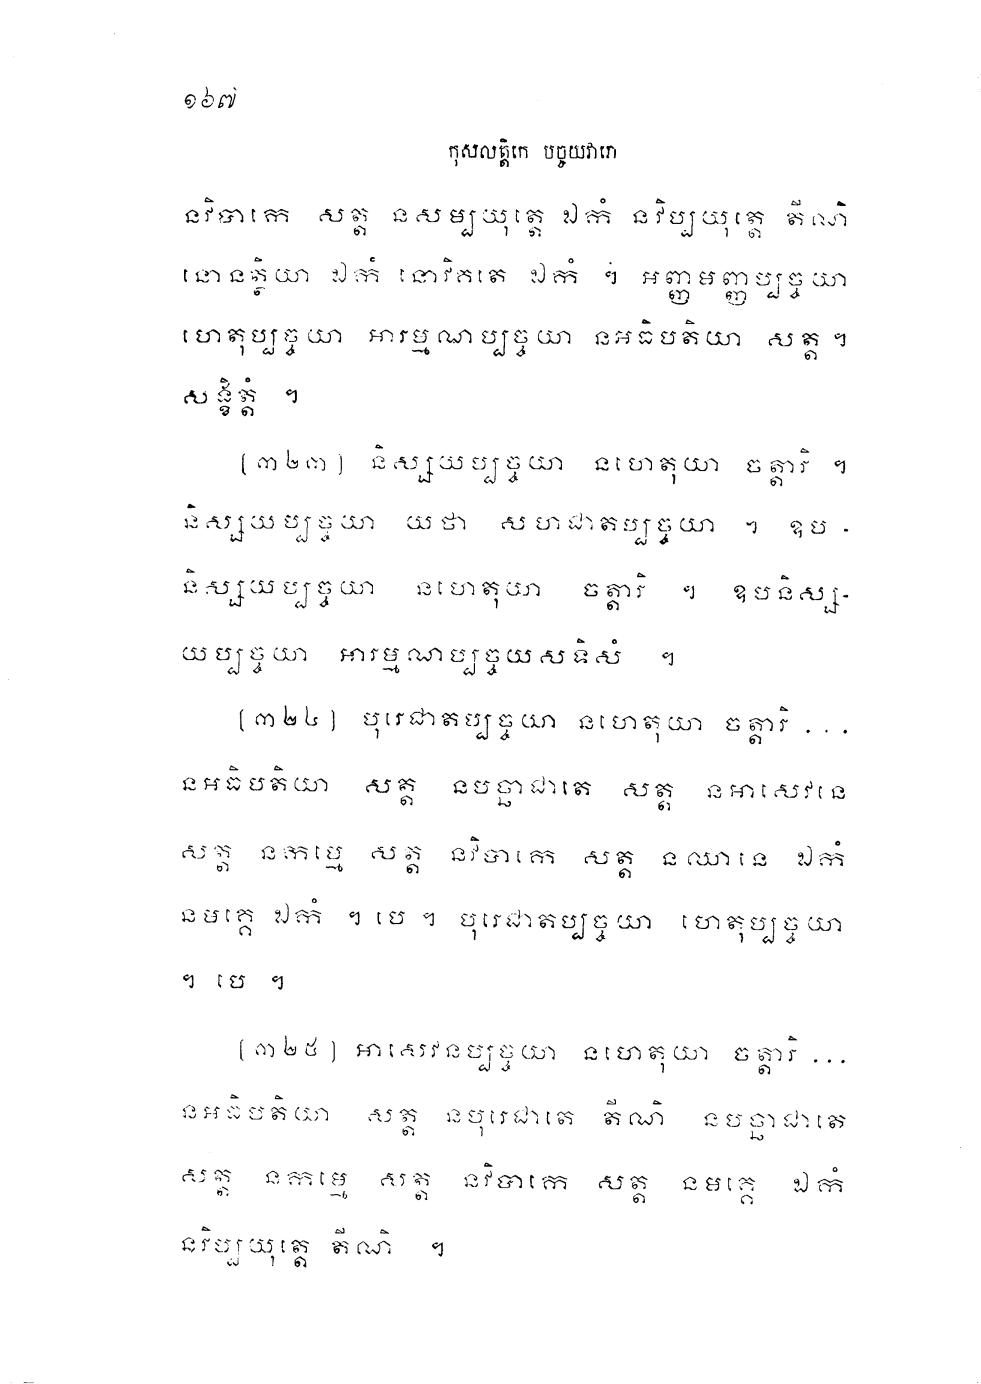 ១៦៧
កុសលត្តិកេ បច្ចយវារោ
នវិបាកេ សត្ត នសម្បយុត្តេ ឯកំ នវិប្បយុត្តេ តីណិ
នោនត្ថិយា ឯកំ នោវិគតេ ឯកំ ។ អញ្ញមញ្ញប្បច្ចយា
ហេតុប្បច្ចយា អារម្មណប្បច្ចយា នអធិបតិយា សត្ត ។
សង្ខិត្តំ ។
(៣២៣) និស្សយប្បច្ចយា នហេតុយា ចត្តារិ ។
និស្សយប្បច្ចយា យថា សហជាតប្បច្ចយា ។ ឧប -
និស្សយប្បច្ចយា នហេតុយា ចត្តារិ ។ ឧបនិស្ស-
យប្បច្ចយា អារម្មណប្បច្ចយសទិសំ ។
(៣២៤) បុរេជាតប្បច្ចយា នហេតុយា ចត្តារិ ...
នអធិបតិយា សត្ត នបច្ឆាជាតេ សត្ត នអាសេវនេ
សត្ត នកម្មេ សត្ត នវិបាកេ សត្ត នឈានេ ឯកំ
នមគ្គេ ឯកំ ។ បេ ។ បុរេជាតប្បច្ចយា ហេតុប្បច្ចយា
។ បេ ។
(៣២៥) អាសេវនប្បច្ចយា នហេតុយា ចត្តារិ ...
នអធិបតិយា សត្ត នបុរេជាតេ តីណិ នបច្ឆាជាតេ
សត្ត នកម្មេ សត្ត នវិបាកេ សត្ត នមគ្គេ ឯកំ
នវិប្បយុត្តេ តីណិ ។